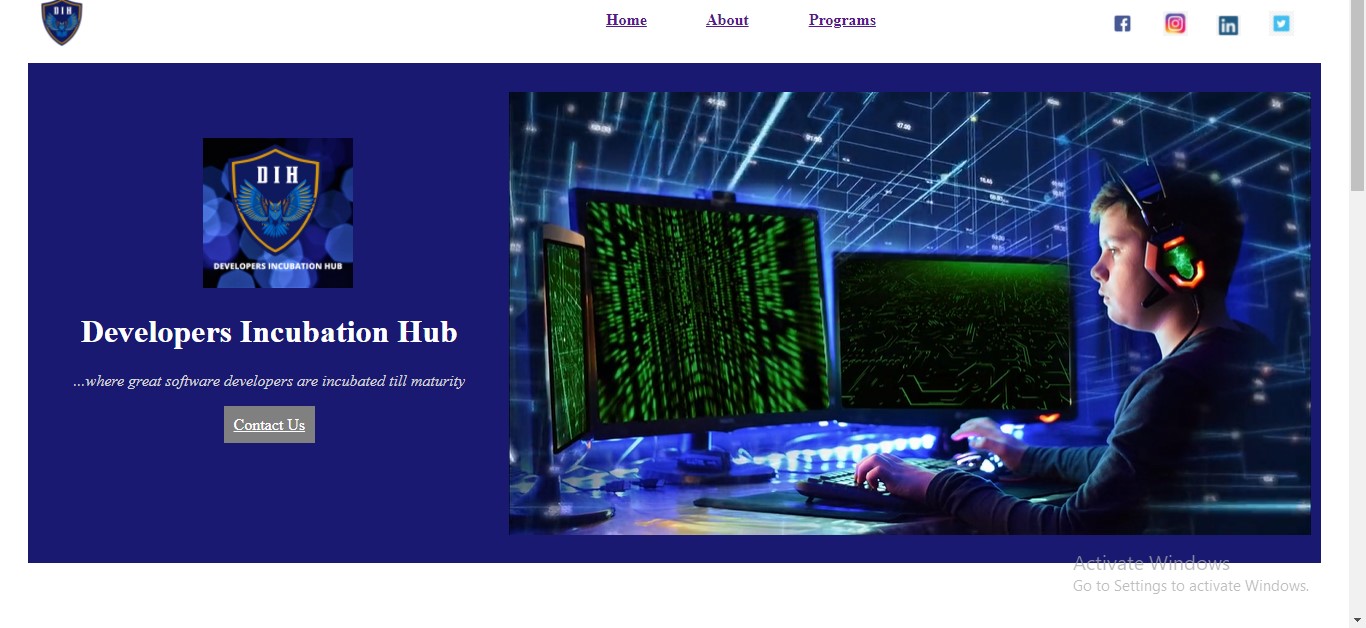 DIH
Home About Programs
DIH
DEVELOPERS INCUBATION HUB
Developers Incubation Hub
...where great software developers are incubated till maturity
Contact Us
Activate Windows
Go to Settings to activate Windows.